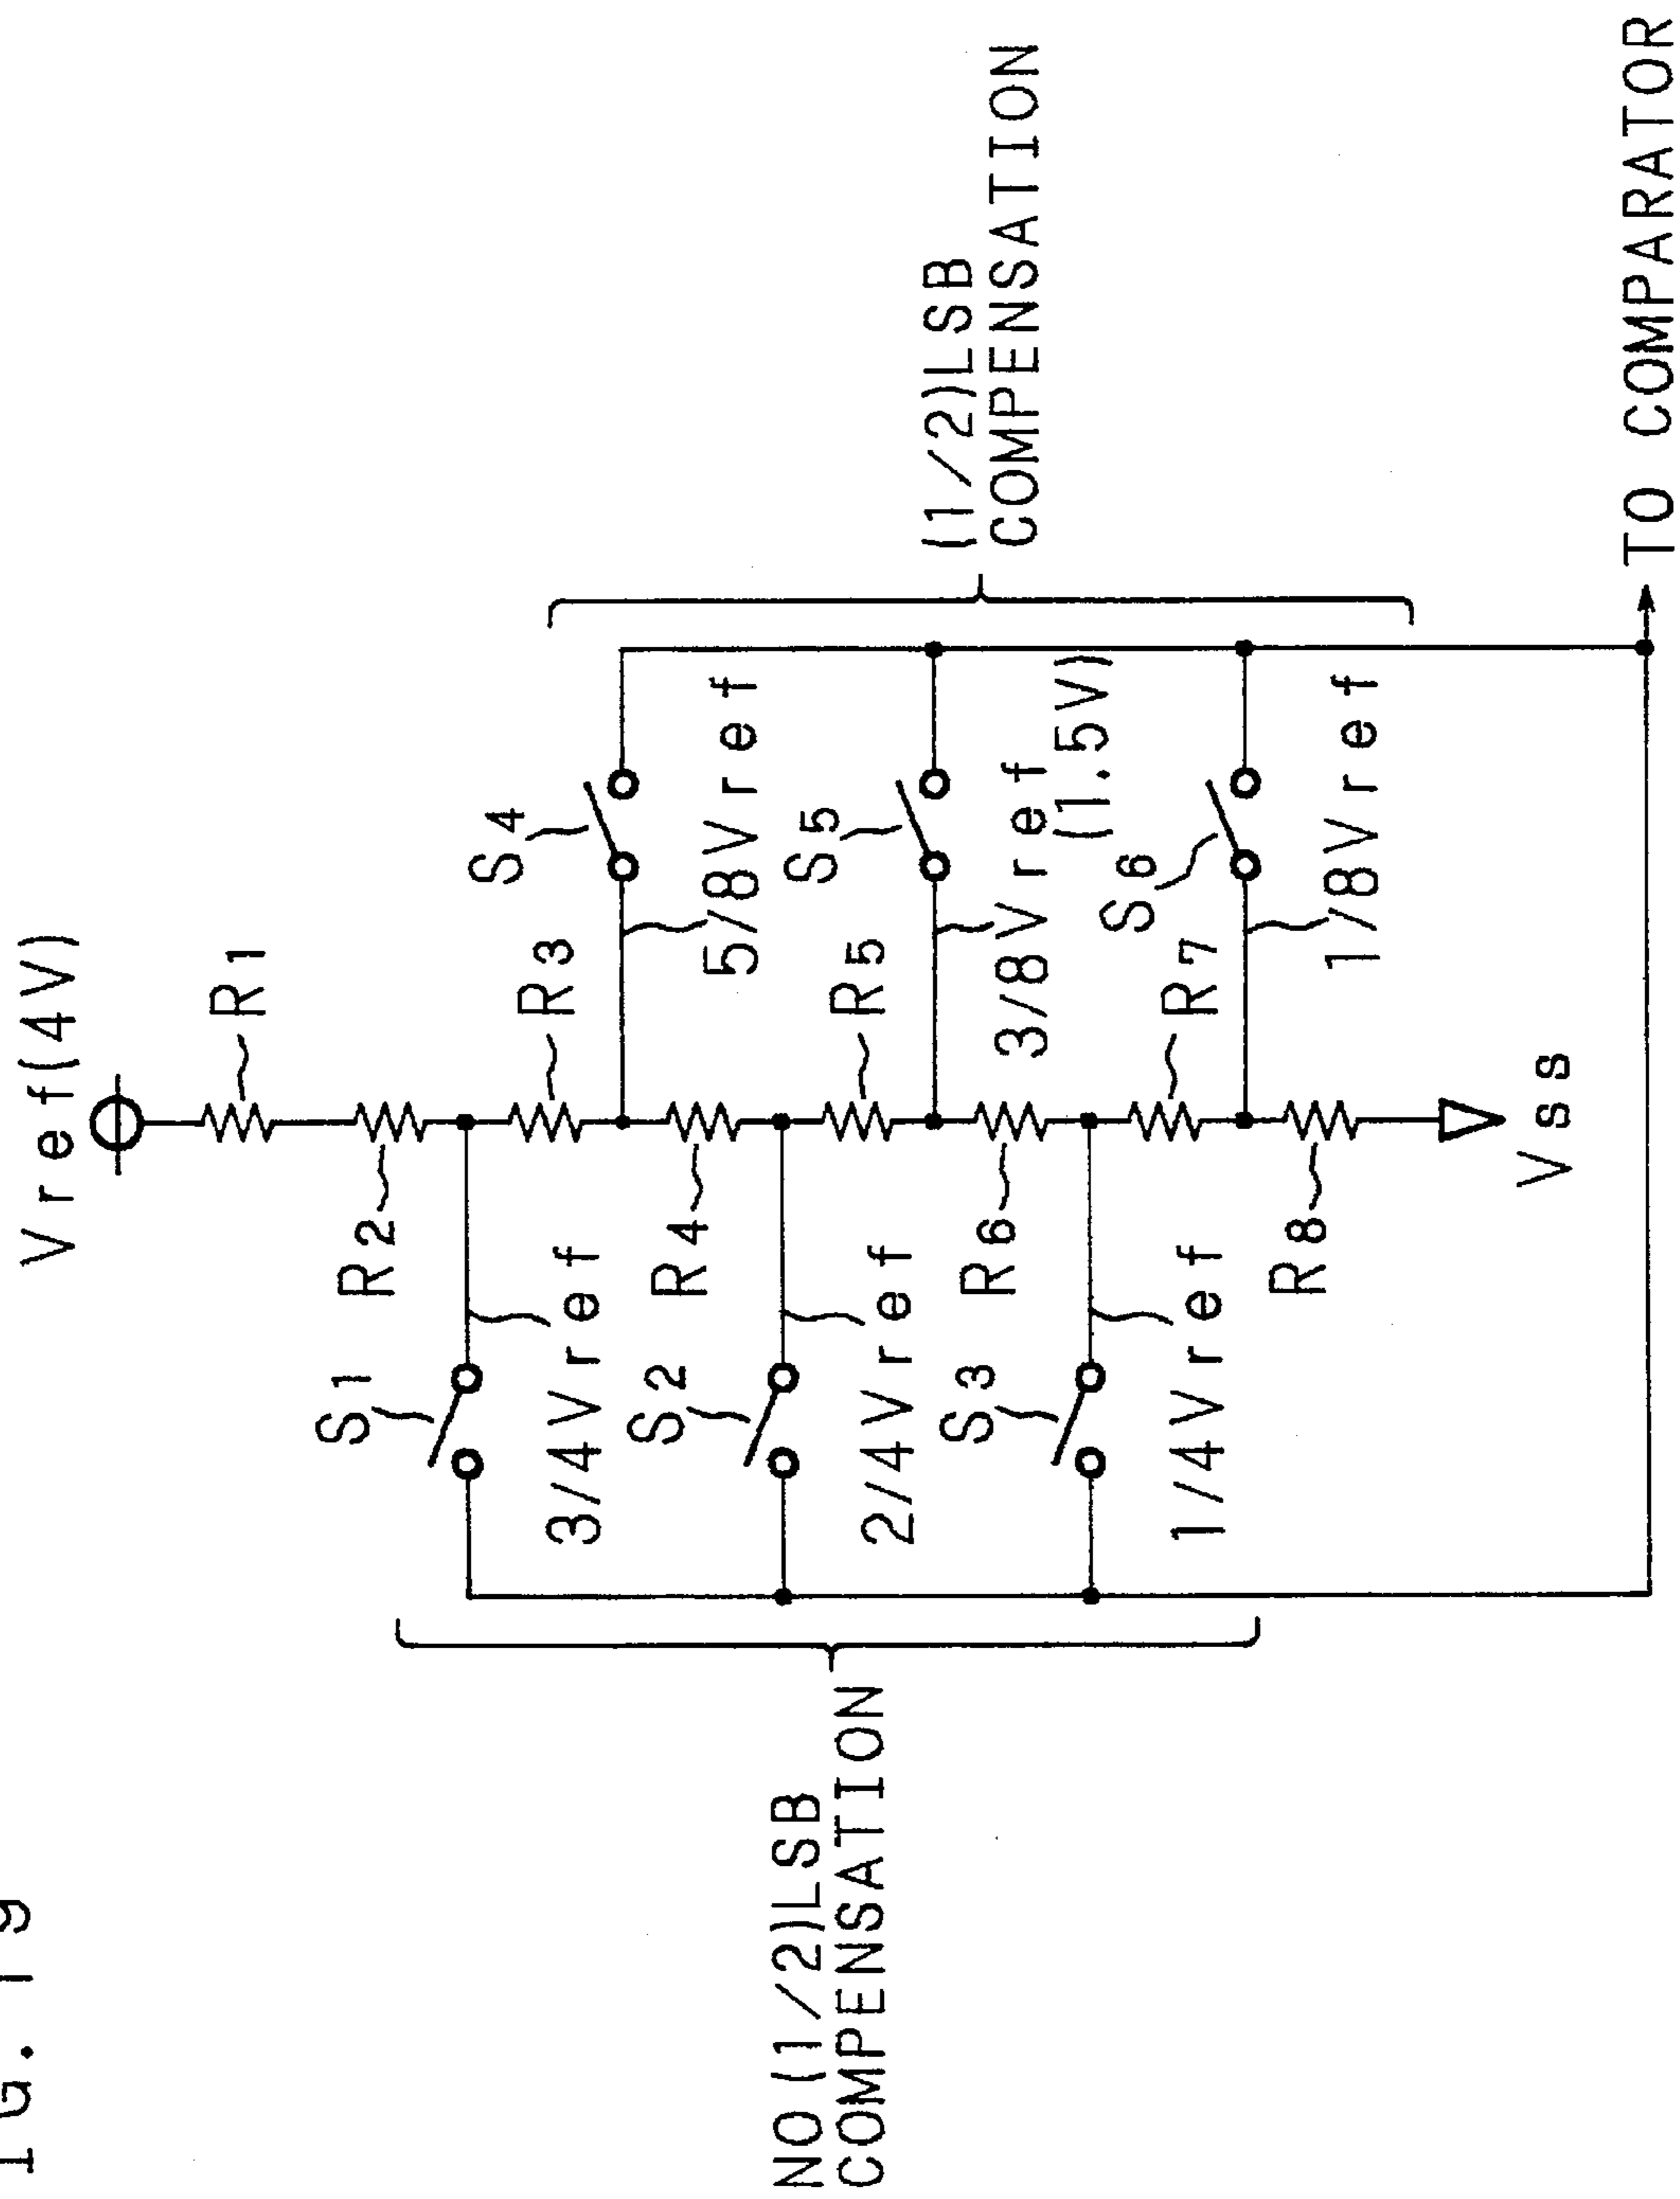 Vref(4V)
R1
R2
S1
3/4Vref
R3
S4
5/8Vref
R4
S2
2/4Vref
R5
S5
3/8Vref
(1.5V)
R6
S3
1/4Vref
R7
S6
1/8Vref
R8
Vss
NO(1/2)LSB
COMPENSATION
(1/2)LSB
COMPENSATION
TO COMPARATOR